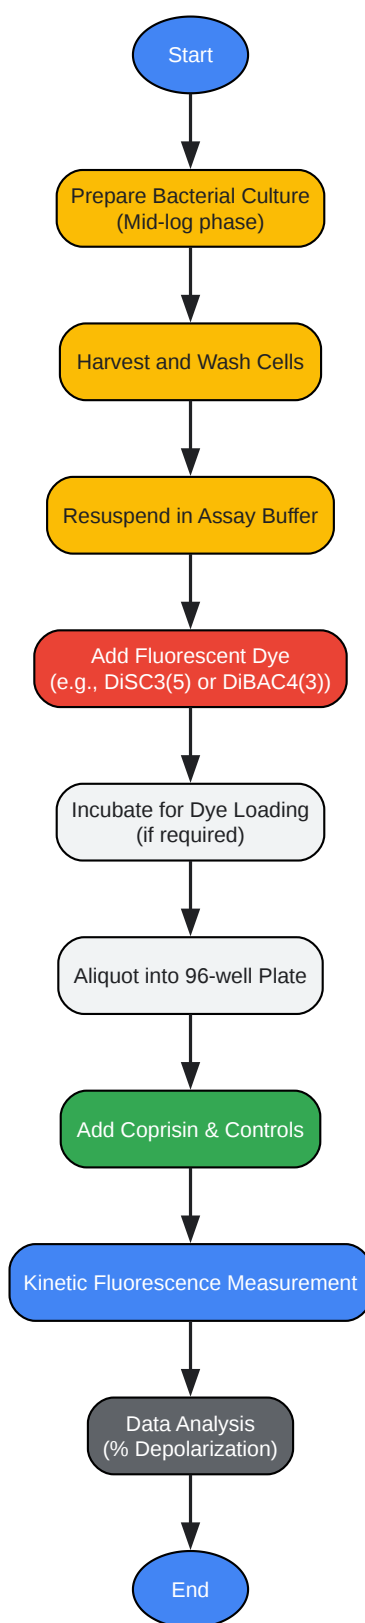 Start
Prepare Bacterial Culture
(Mid-log phase)
Harvest and Wash Cells
Resuspend in Assay Buffer
Add Fluorescent Dye
(e.g., DiSC3(5) or DiBAC4(3))
Incubate for Dye Loading
(if required)
Aliquot into 96-well Plate
Add Coprisin & Controls
Kinetic Fluorescence Measurement
Data Analysis
(% Depolarization)
End